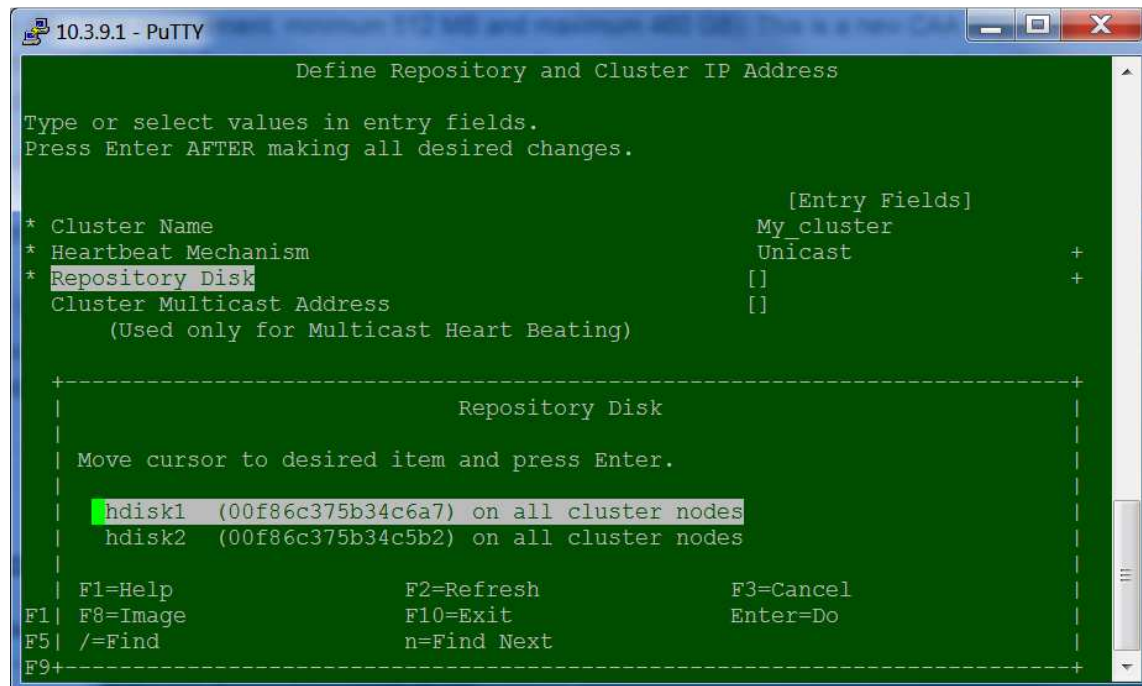 10.3.9.1 - PuTTY
Define Repository and Cluster IP Address
Type or select values in entry fields.
Press Enter AFTER making all desired changes.
[Entry Fields]
* Cluster Name My_cluster
* Heartbeat Mechanism Unicast +
* Repository Disk [] +
Cluster Multicast Address []
(Used only for Multicast Heart Beating)
Repository Disk
Move cursor to desired item and press Enter.
hdisk1 (00f86c375b34c6a7) on all cluster nodes
hdisk2 (00f86c375b34c5b2) on all cluster nodes
F1=Help F2=Refresh F3=Cancel
F1| F8=Image F10=Exit Enter=Do
F5| /=Find n=Find Next
F9